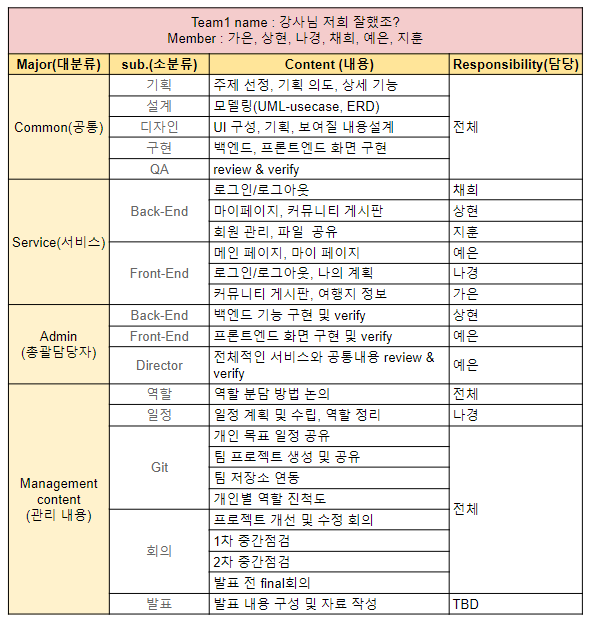 Team1 name : 강사님 저희 잘했조?
Member : 가은, 상현, 나경, 채희, 예은, 지훈
Major(대분류) sub.(소분류) Content (내용) Responsibility(담당)
Common(공통)
기획 주제 선정, 기획 의도, 상세 기능
설계 모델링(UML-usecase, ERD)
디자인 UI 구성, 기획, 보여질 내용설계
구현 백엔드, 프론트엔드 화면 구현
QA review & verify
전체
Service(서비스)
Back-End
로그인/로그아웃 채희
마이페이지, 커뮤니티 게시판 상현
회원 관리, 파일 공유 지훈
Front-End
메인 페이지, 마이 페이지 예은
로그인/로그아웃, 나의 계획 나경
커뮤니티 게시판, 여행지 정보 가은
Admin
(총괄담당자)
Back-End 백엔드 기능 구현 및 verify 상현
Front-End 프론트엔드 화면 구현 및 verify 예은
Director 전체적인 서비스와 공통내용 review &
verify 예은
Management
content
(관리 내용)
역할 역할 분담 방법 논의 전체
일정 일정 계획 및 수립, 역할 정리 나경
Git
개인 목표 일정 공유
팀 프로젝트 생성 및 공유
팀 저장소 연동
개인별 역할 진척도
전체
회의
프로젝트 개선 및 수정 회의
1차 중간점검
2차 중간점검
발표 전 final회의
발표 발표 내용 구성 및 자료 작성 TBD